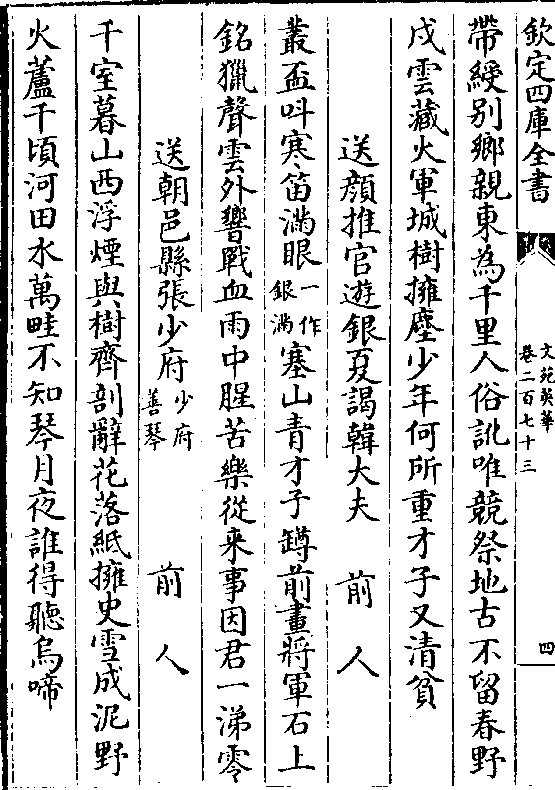 欽定四庫全書
文苑英華
卷二百七十三
四
帶綬别鄉親東為千里人俗訛唯競祭地古不留春野
戍雲藏火軍城樹擁塵少年何所重才子又清貧
送顔推官遊銀夏謁韓大夫 前人
叢盃叫寒笛滿眼一作銀滿塞山青才子罇前畫將軍石上
銘獵聲雲外響戰血雨中腥苦樂從来事因君一涕零
送朝邑縣張少府少府善琴 前人
千室暮山西浮煙與樹齊剖辭花落紙擁史雪成泥野
火蘆千頃河田水萬畦不知琴月夜誰得聽烏啼